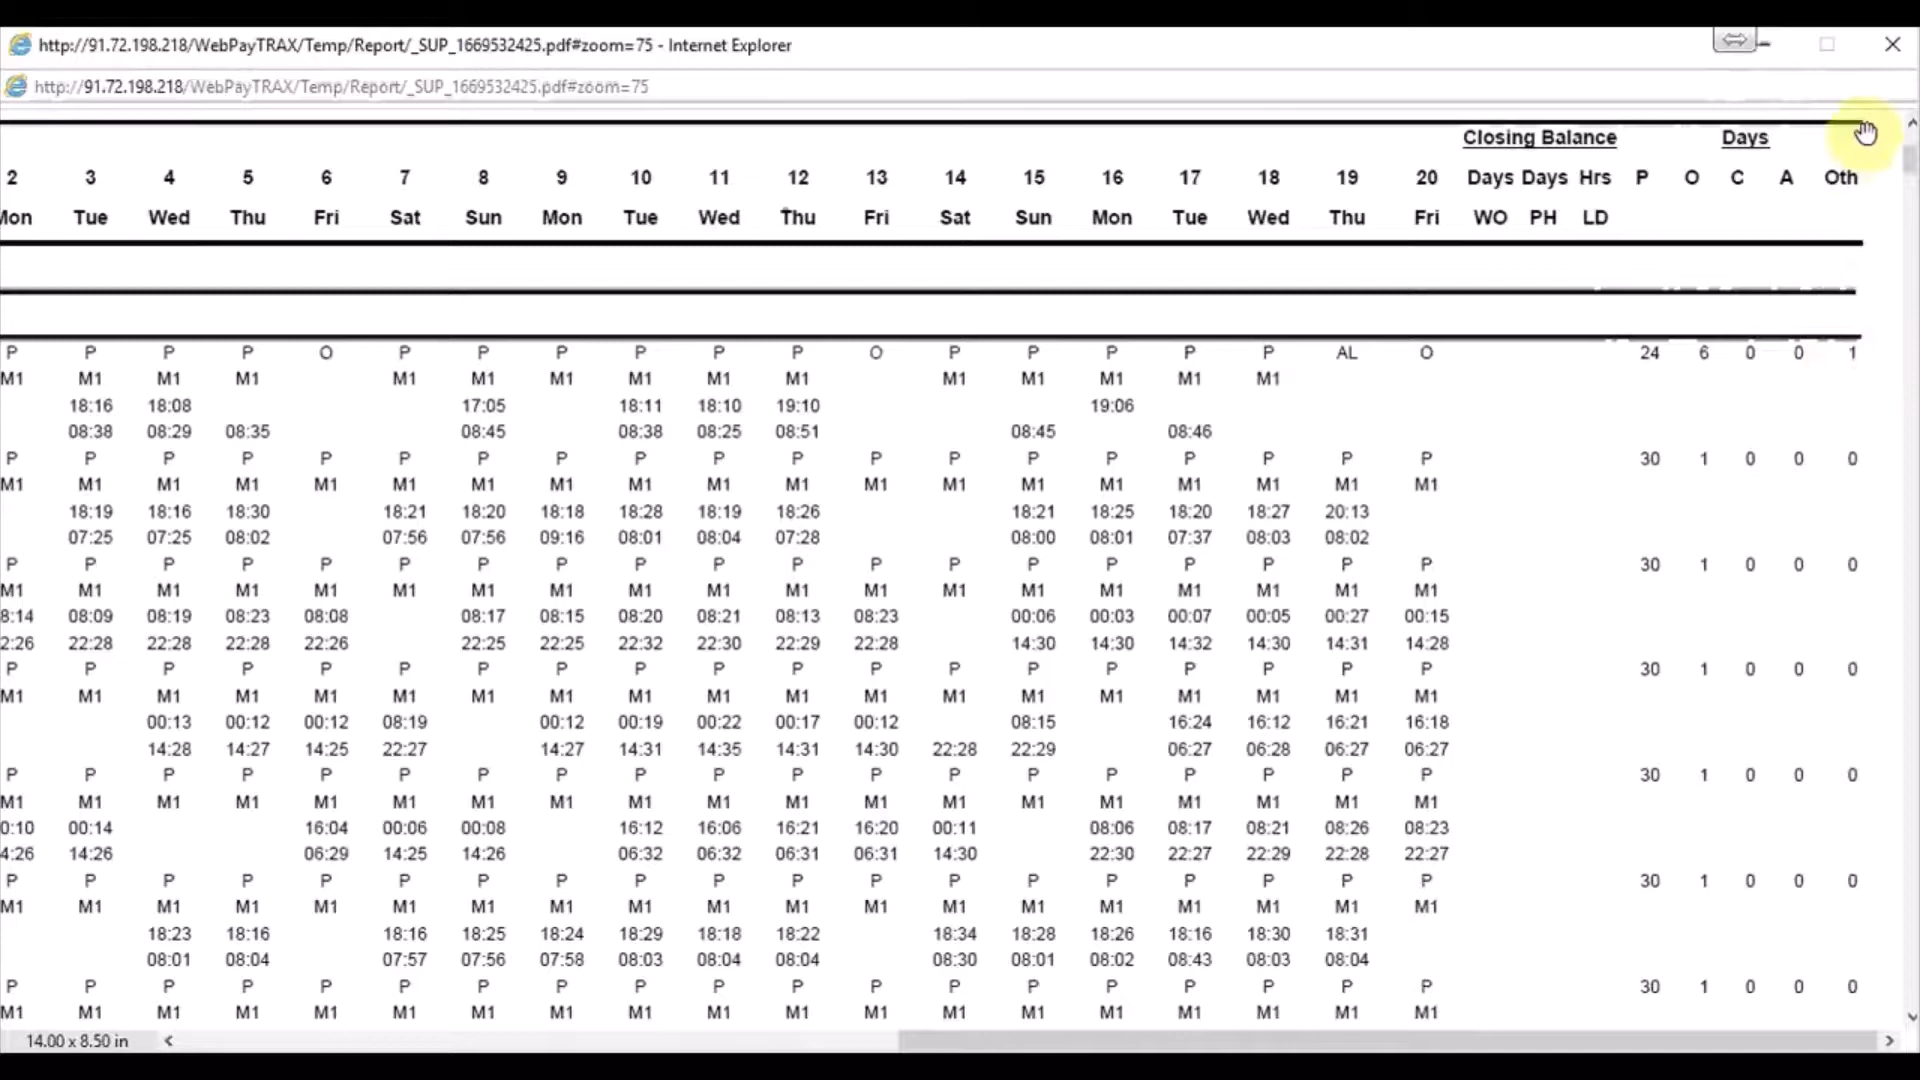 http://91.72.198.218/WebPayTRAX/Temp/Report/_SUP_1669532425.pdf#zoom=75 - Internet Explorer
http://91.72.198.218/WebPayTRAX/Temp/Report/_SUP_1669532425.pdf#zoom=75
Closing Balance Days
2 3 4 5 6 7 8 9 10 11 12 13 14 15 16 17 18 19 20 Days Days Hrs P O C A Oth
Mon Tue Wed Thu Fri Sat Sun Mon Tue Wed Thu Fri Sat Sun Mon Tue Wed Thu Fri WO PH LD
P P P P O P P P P P P O P P P P P AL O 24 6 0 0 1
M1 M1 M1 M1 M1 M1 M1 M1 M1 M1 M1 M1 M1 M1 M1
18:16 18:08 17:05 18:11 18:10 19:10 19:06
08:38 08:29 08:35 08:45 08:38 08:25 08:51 08:45 08:46
P P P P P P P P P P P P P P P P P P P 30 1 0 0 0
M1 M1 M1 M1 M1 M1 M1 M1 M1 M1 M1 M1 M1 M1 M1 M1 M1 M1 M1
18:19 18:16 18:30 18:21 18:20 18:18 18:28 18:19 18:26 18:21 18:25 18:20 18:27 20:13
07:25 07:25 08:02 07:56 07:56 09:16 08:01 08:04 07:28 08:00 08:01 07:37 08:03 08:02
P P P P P P P P P P P P P P P P P P P 30 1 0 0 0
M1 M1 M1 M1 M1 M1 M1 M1 M1 M1 M1 M1 M1 M1 M1 M1 M1 M1 M1
8:14 08:09 08:19 08:23 08:08 08:17 08:15 08:20 08:21 08:13 08:23 00:06 00:03 00:07 00:05 00:27 00:15
2:26 22:28 22:28 22:28 22:26 22:25 22:25 22:32 22:30 22:29 22:28 14:30 14:30 14:32 14:30 14:31 14:28
P P P P P P P P P P P P P P P P P P P 30 1 0 0 0
M1 M1 M1 M1 M1 M1 M1 M1 M1 M1 M1 M1 M1 M1 M1 M1 M1 M1 M1
00:13 00:12 00:12 08:19 00:12 00:19 00:22 00:17 00:12 08:15 16:24 16:12 16:21 16:18
14:28 14:27 14:25 22:27 14:27 14:31 14:35 14:31 14:30 22:28 22:29 06:27 06:28 06:27 06:27
P P P P P P P P P P P P P P P P P P P 30 1 0 0 0
M1 M1 M1 M1 M1 M1 M1 M1 M1 M1 M1 M1 M1 M1 M1 M1 M1 M1 M1
0:10 00:14 16:04 00:06 00:08 16:12 16:06 16:21 16:20 00:11 08:06 08:17 08:21 08:26 08:23
4:26 14:26 06:29 14:25 14:26 06:32 06:32 06:31 06:31 14:30 22:30 22:27 22:29 22:28 22:27
P P P P P P P P P P P P P P P P P P P 30 1 0 0 0
M1 M1 M1 M1 M1 M1 M1 M1 M1 M1 M1 M1 M1 M1 M1 M1 M1 M1 M1
18:23 18:16 18:16 18:25 18:24 18:29 18:18 18:22 18:34 18:28 18:26 18:16 18:30 18:31
08:01 08:04 07:57 07:56 07:58 08:03 08:04 08:04 08:30 08:01 08:02 08:43 08:03 08:04
P P P P P P P P P P P P P P P P P P P 30 1 0 0 0
M1 M1 M1 M1 M1 M1 M1 M1 M1 M1 M1 M1 M1 M1 M1 M1 M1 M1 M1
14.00 x 8.50 in